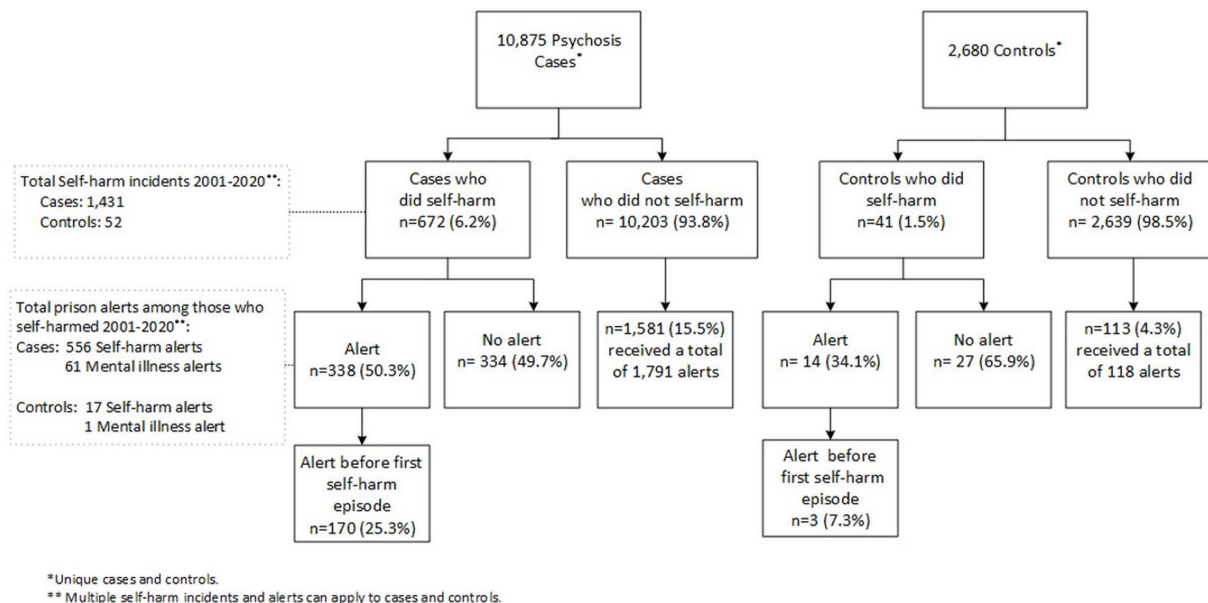 10,875 Psychosis
Cases*
2,680 Controls*
Total Self-harm incidents 2001-2020**:
Cases: 1,431
Controls: 52
Cases who
did self-harm
n=672 (6.2%)
Cases
who did not self-harm
n= 10,203 (93.8%)
Controls who did
self-harm
n=41 (1.5%)
Controls who did
not self-harm
n= 2,639 (98.5%)
Total prison alerts among those who
self-harmed 2001-2020**:
Cases: 556 Self-harm alerts
61 Mental illness alerts
Controls: 17 Self-harm alerts
1 Mental illness alert
Alert
n=338 (50.3%)
No alert
n= 334 (49.7%)
n=1,581 (15.5%)
received a total
of 1,791 alerts
Alert
n= 14 (34.1%)
No alert
n= 27 (65.9%)
n=113 (4.3%)
received a total
of 118 alerts
Alert before first
self-harm
episode
n=170 (25.3%)
Alert before
first self-harm
episode
n=3 (7.3%)
*Unique cases and controls.
** Multiple self-harm incidents and alerts can apply to cases and controls.